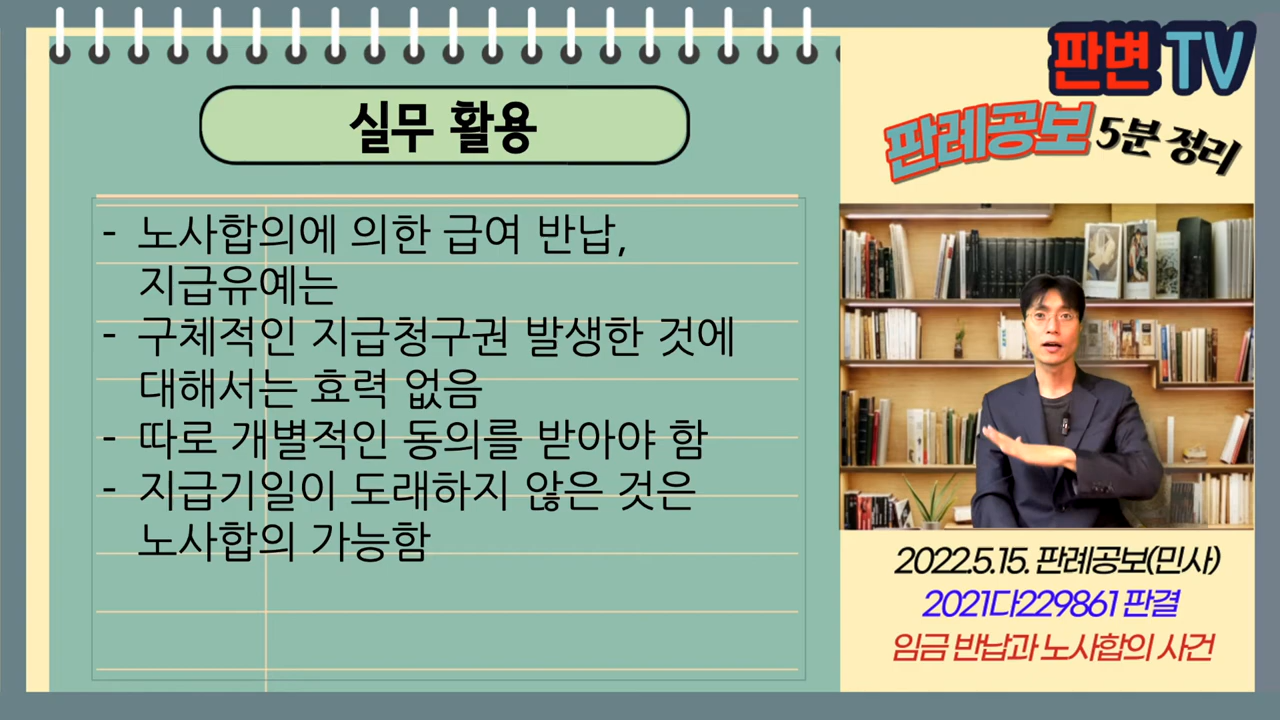 판변 TV
판례공보 5분 정리
실무 활용
- 노사합의에 의한 급여 반납,
지급유예는
- 구체적인 지급청구권 발생한 것에
대해서는 효력 없음
- 따로 개별적인 동의를 받아야 함
- 지급기일이 도래하지 않은 것은
노사합의 가능함
2022.5.15. 판례공보(민사)
2021다229861 판결
임금 반납과 노사합의 사건